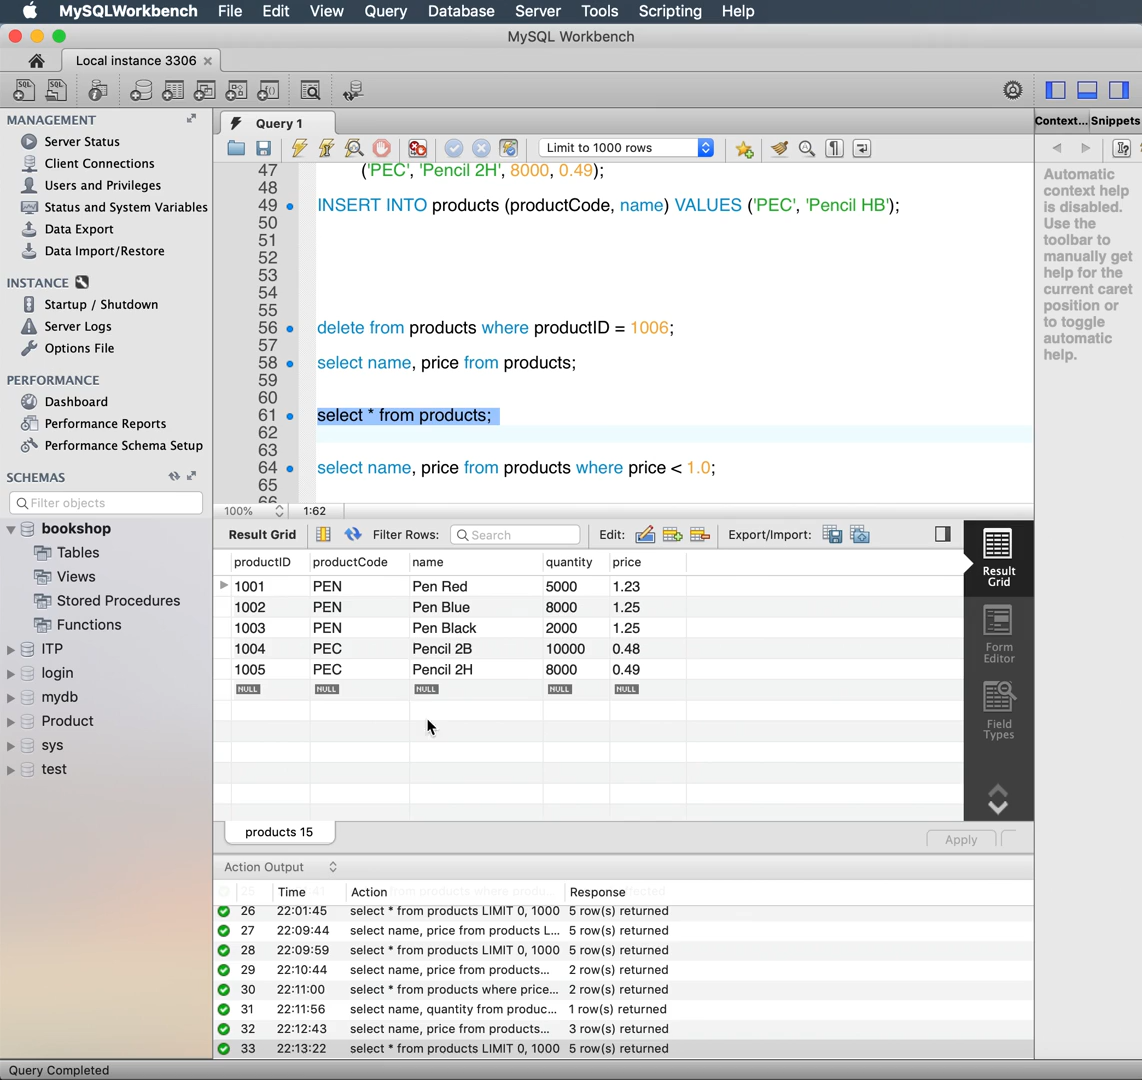 MySQLWorkbench File Edit View Query Database Server Tools Scripting Help
MySQL Workbench
Local instance 3306
Query 1
Context... Snippets
Limit to 1000 rows
MANAGEMENT
Server Status
Client Connections
Users and Privileges
Status and System Variables
Data Export
Data Import/Restore
INSTANCE
Startup / Shutdown
Server Logs
Options File
PERFORMANCE
Dashboard
Performance Reports
Performance Schema Setup
SCHEMAS
Filter objects
bookshop
Tables
Views
Stored Procedures
Functions
ITP
login
mydb
Product
sys
test
47 ('PEC', 'Pencil 2H', 8000, 0.49);
48
49 INSERT INTO products (productCode, name) VALUES ('PEC', 'Pencil HB');
50
51
52
53
54
55
56 delete from products where productID = 1006;
57
58 select name, price from products;
59
60
61 select * from products;
62
63
64 select name, price from products where price < 1.0;
65
66
100% 1:62
Result Grid Filter Rows: Search Edit: Export/Import:
productID productCode name quantity price
1001 PEN Pen Red 5000 1.23
1002 PEN Pen Blue 8000 1.25
1003 PEN Pen Black 2000 1.25
1004 PEC Pencil 2B 10000 0.48
1005 PEC Pencil 2H 8000 0.49
NULL NULL NULL NULL NULL
Result
Grid
Form
Editor
Field
Types
products 15
Apply
Automatic
context help
is disabled.
Use the
toolbar to
manually get
help for the
current caret
position or
to toggle
automatic
help.
Action Output
Time Action Response
26 22:01:45 select * from products LIMIT 0, 1000 5 row(s) returned
27 22:09:44 select name, price from products L... 5 row(s) returned
28 22:09:59 select * from products LIMIT 0, 1000 5 row(s) returned
29 22:10:44 select name, price from products... 2 row(s) returned
30 22:11:00 select * from products where price... 2 row(s) returned
31 22:11:56 select name, quantity from produc... 1 row(s) returned
32 22:12:43 select name, price from products... 3 row(s) returned
33 22:13:22 select * from products LIMIT 0, 1000 5 row(s) returned
Query Completed